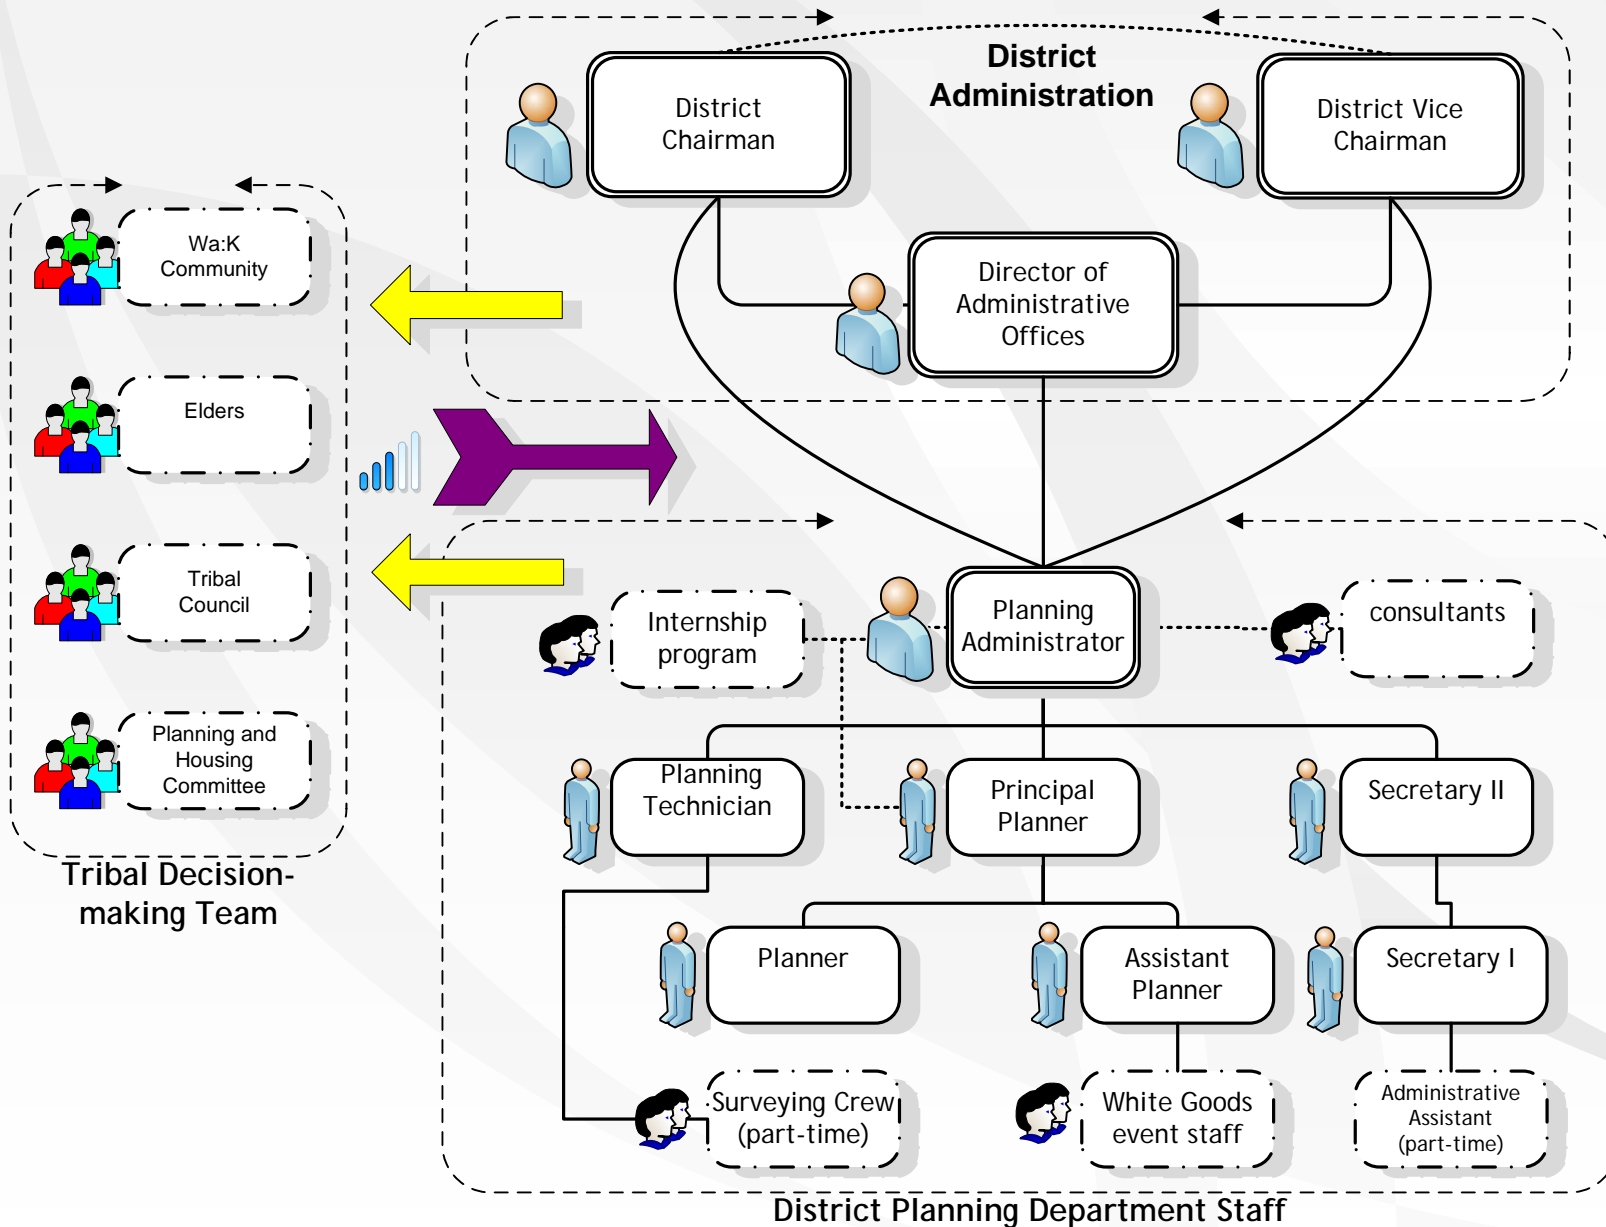 District
Administration
District
Chairman
District Vice
Chairman
Director of
Administrative
Offices
Wa:K
Community
Elders
Tribal
Council
Planning and
Housing
Committee
Tribal Decision-
making Team
Internship
program
Planning
Administrator
consultants
Planning
Technician
Principal
Planner
Secretary II
Planner
Assistant
Planner
Secretary I
Surveying Crew
(part-time)
White Goods
event staff
Administrative
Assistant
(part-time)
District Planning Department Staff